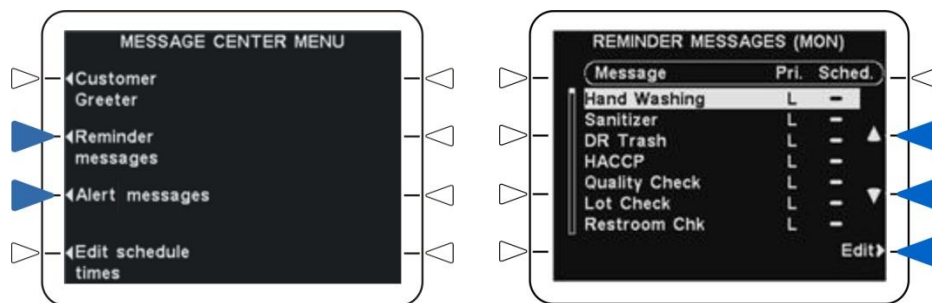 MESSAGE CENTER MENU
Customer
Greeter
Reminder
messages
Alert messages
Edit schedule
times
REMINDER MESSAGES (MON)
Message Pri. Sched.
Hand Washing L –
Sanitizer L –
DR Trash L –
HACCP L –
Quality Check L –
Lot Check L –
Restroom Chk L –
Edit